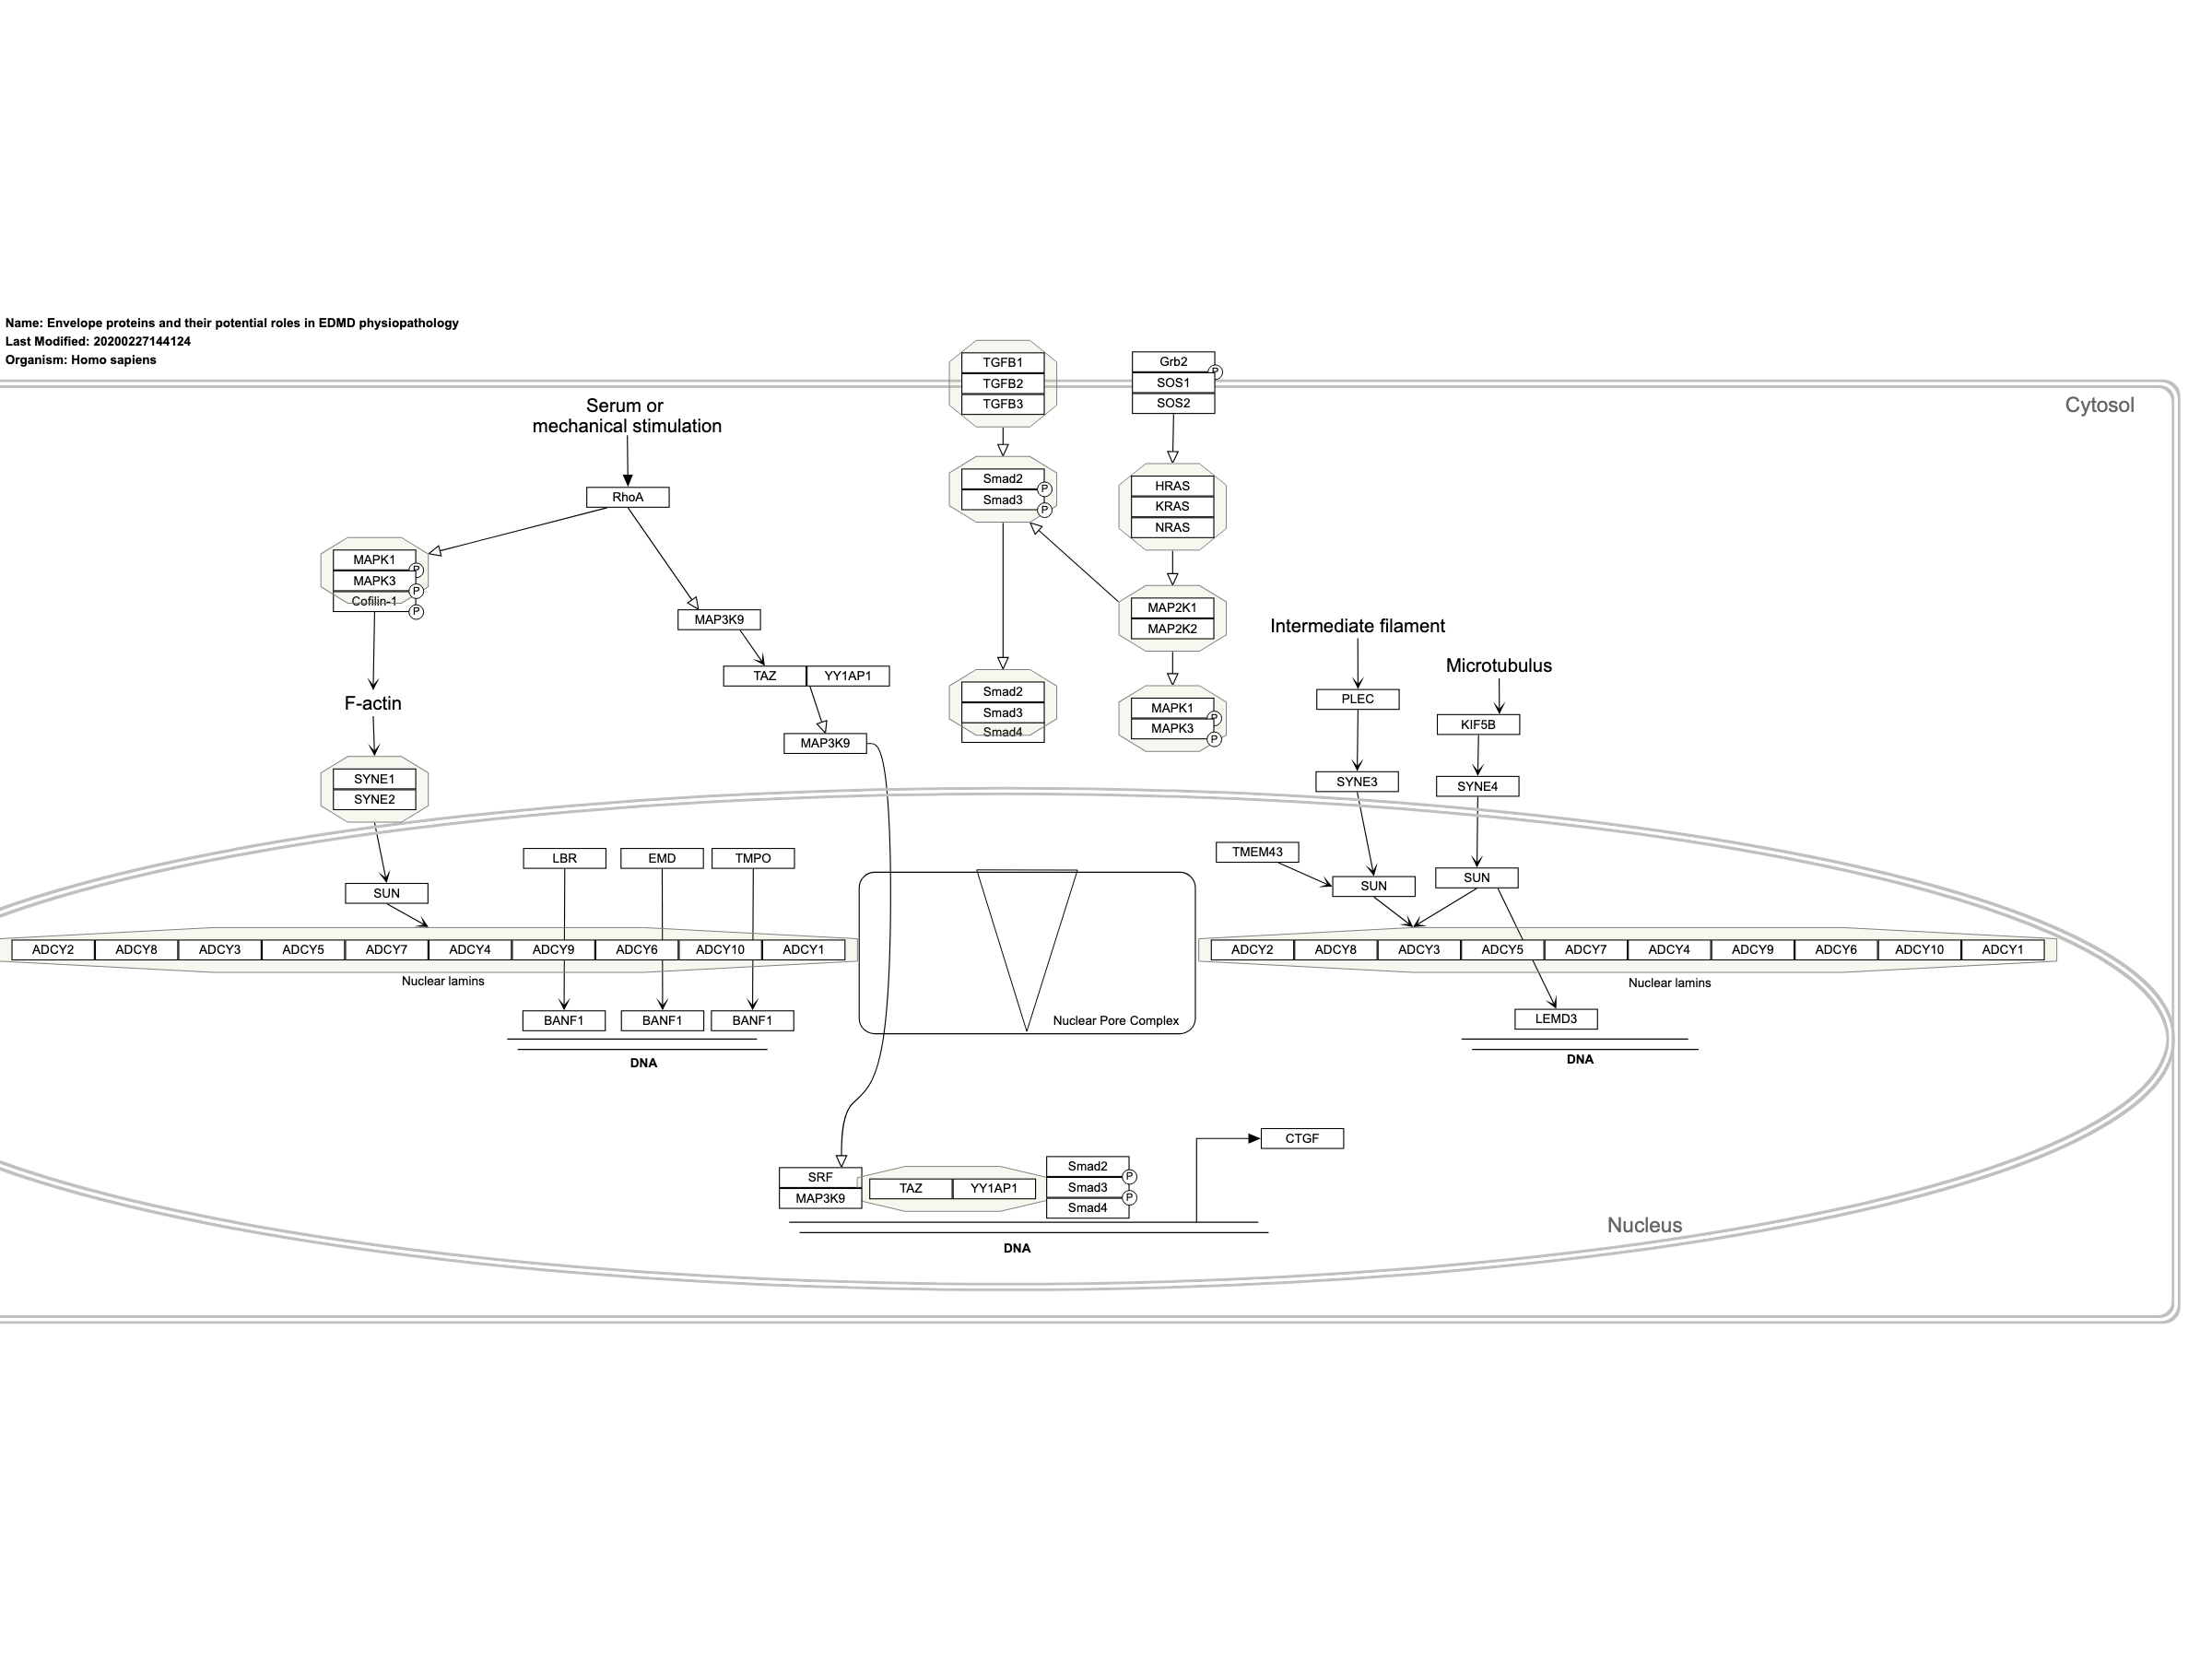 Name: Envelope proteins and their potential roles in EDMD physiopathology
Last Modified: 20200227144124
Organism: Homo sapiens
Cytosol
Serum or
mechanical stimulation
RhoA
MAPK1
P
MAPK3
P
Cofilin-1
P
F-actin
SYNE1
SYNE2
SUN
MAP3K9
TAZ YY1AP1
MAP3K9
TGFB1
TGFB2
TGFB3
Smad2
P
Smad3
P
Smad2
Smad3
Smad4
Grb2
P
SOS1
SOS2
HRAS
KRAS
NRAS
MAP2K1
MAP2K2
MAPK1
P
MAPK3
P
Intermediate filament
PLEC
SYNE3
Microtubulus
KIF5B
SYNE4
TMEM43
SUN
SUN
LBR EMD TMPO
ADCY2 ADCY8 ADCY3 ADCY5 ADCY7 ADCY4 ADCY9 ADCY6 ADCY10 ADCY1
Nuclear lamins
BANF1 BANF1 BANF1
DNA
Nuclear Pore Complex
ADCY2 ADCY8 ADCY3 ADCY5 ADCY7 ADCY4 ADCY9 ADCY6 ADCY10 ADCY1
Nuclear lamins
LEMD3
DNA
CTGF
SRF
MAP3K9
TAZ YY1AP1
Smad2
P
Smad3
P
Smad4
DNA
Nucleus